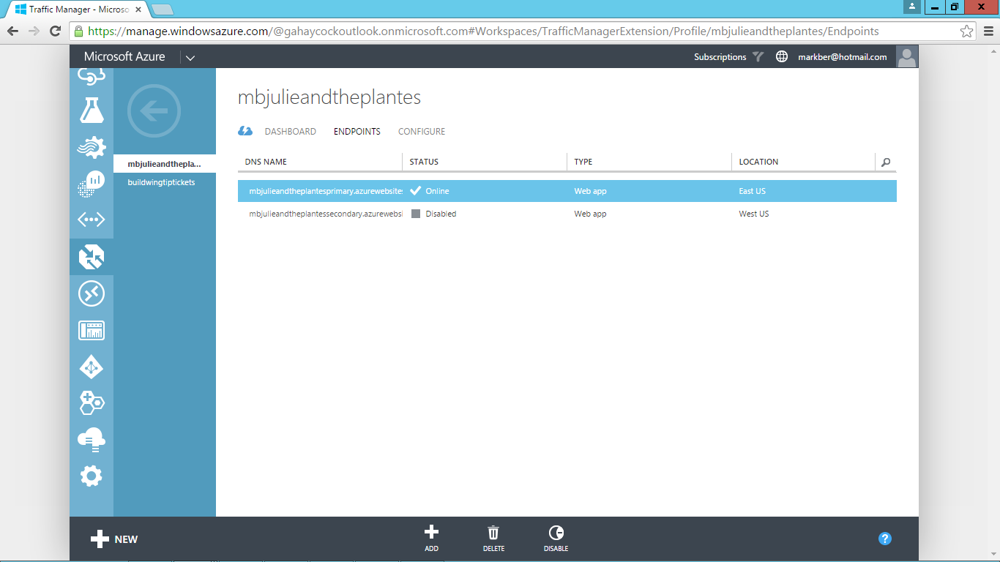 Traffic Manager - Microso
https://manage.windowsazure.com/@gahaycockoutlook.onmicrosoft.com#Workspaces/TrafficManagerExtension/Profile/mbjulieandtheplantes/Endpoints
Microsoft Azure
Subscriptions
markber@hotmail.com
mbjulieandthepla...
buildwingtiptickets
mbjulieandtheplantes
DASHBOARD ENDPOINTS CONFIGURE
DNS NAME STATUS TYPE LOCATION
mbjulieandtheplantesprimary.azurewebsites Online Web app East US
mbjulieandtheplantessecondary.azurewebsi Disabled Web app West US
NEW
ADD
DELETE
DISABLE
?